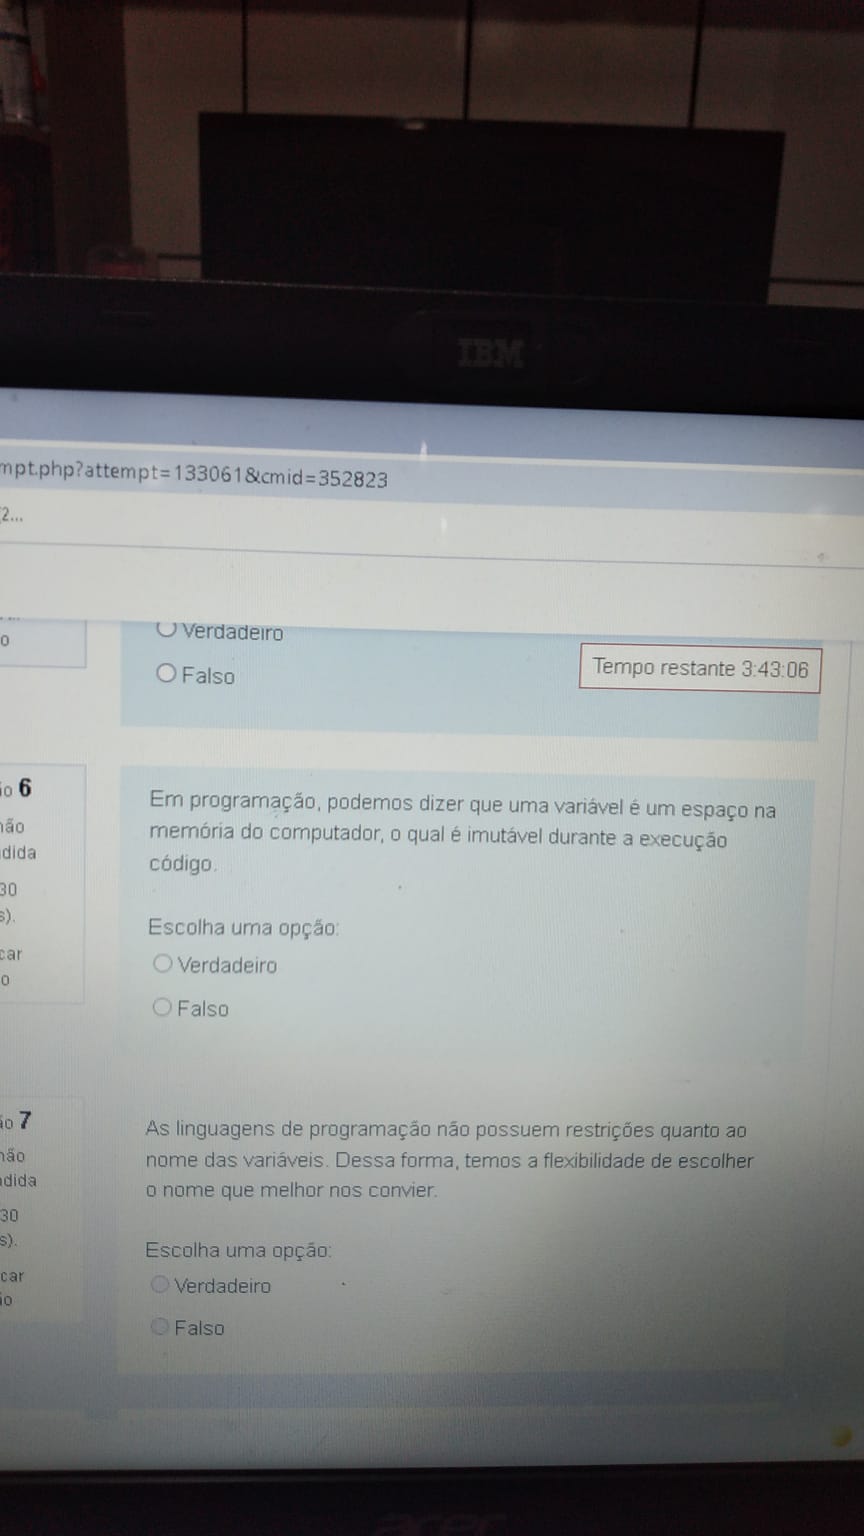 IBM
mpt.php?attempt=133061&cmid=352823
2...
o
Verdadeiro
Falso
Tempo restante 3:43:06
ão 6
não
dida
30
s).
car
o
Em programação, podemos dizer que uma variável é um espaço na
memória do computador, o qual é imutável durante a execução
código.
Escolha uma opção:
Verdadeiro
Falso
ão 7
não
dida
30
s).
car
ão
As linguagens de programação não possuem restrições quanto ao
nome das variáveis. Dessa forma, temos a flexibilidade de escolher
o nome que melhor nos convier.
Escolha uma opção:
Verdadeiro
Falso
acer